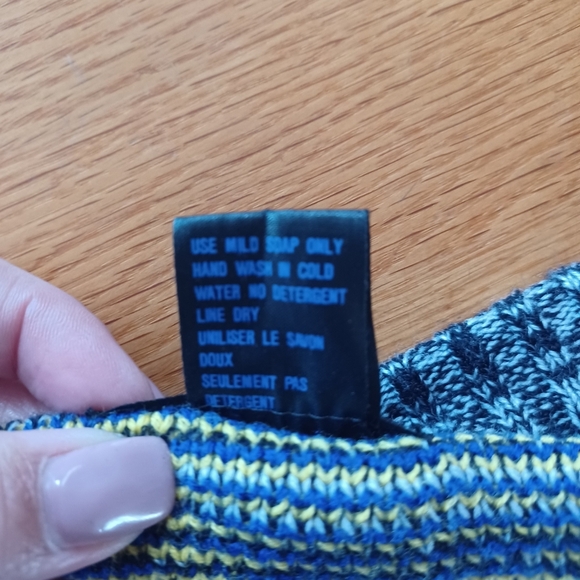 USE MILD SOAP ONLY
HAND WASH IN COLD
WATER NO DETERGENT
LINE DRY
UNILISER LE SAVON
DOUX
SEULEMENT PAS
DETERGENT